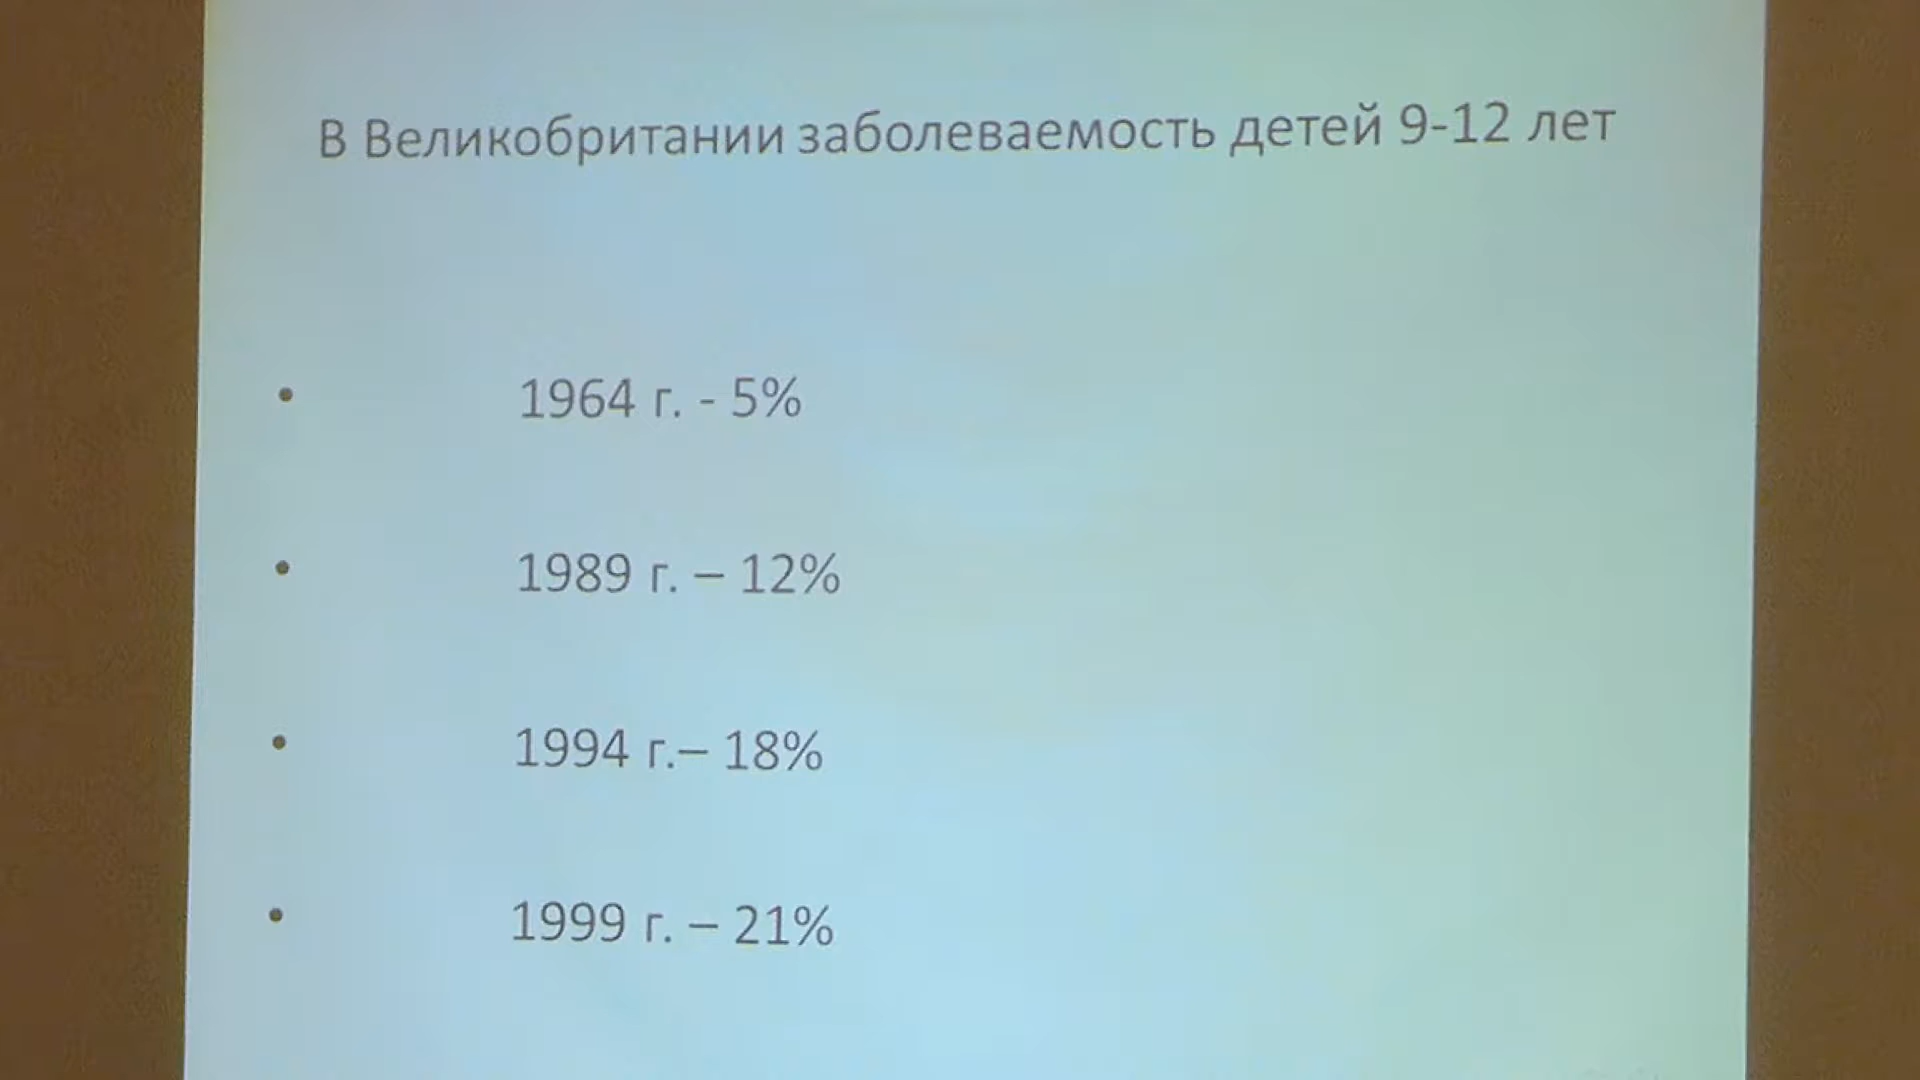 В Великобритании заболеваемость детей 9-12 лет
• 1964 г. - 5%
• 1989 г. – 12%
• 1994 г.– 18%
• 1999 г. – 21%